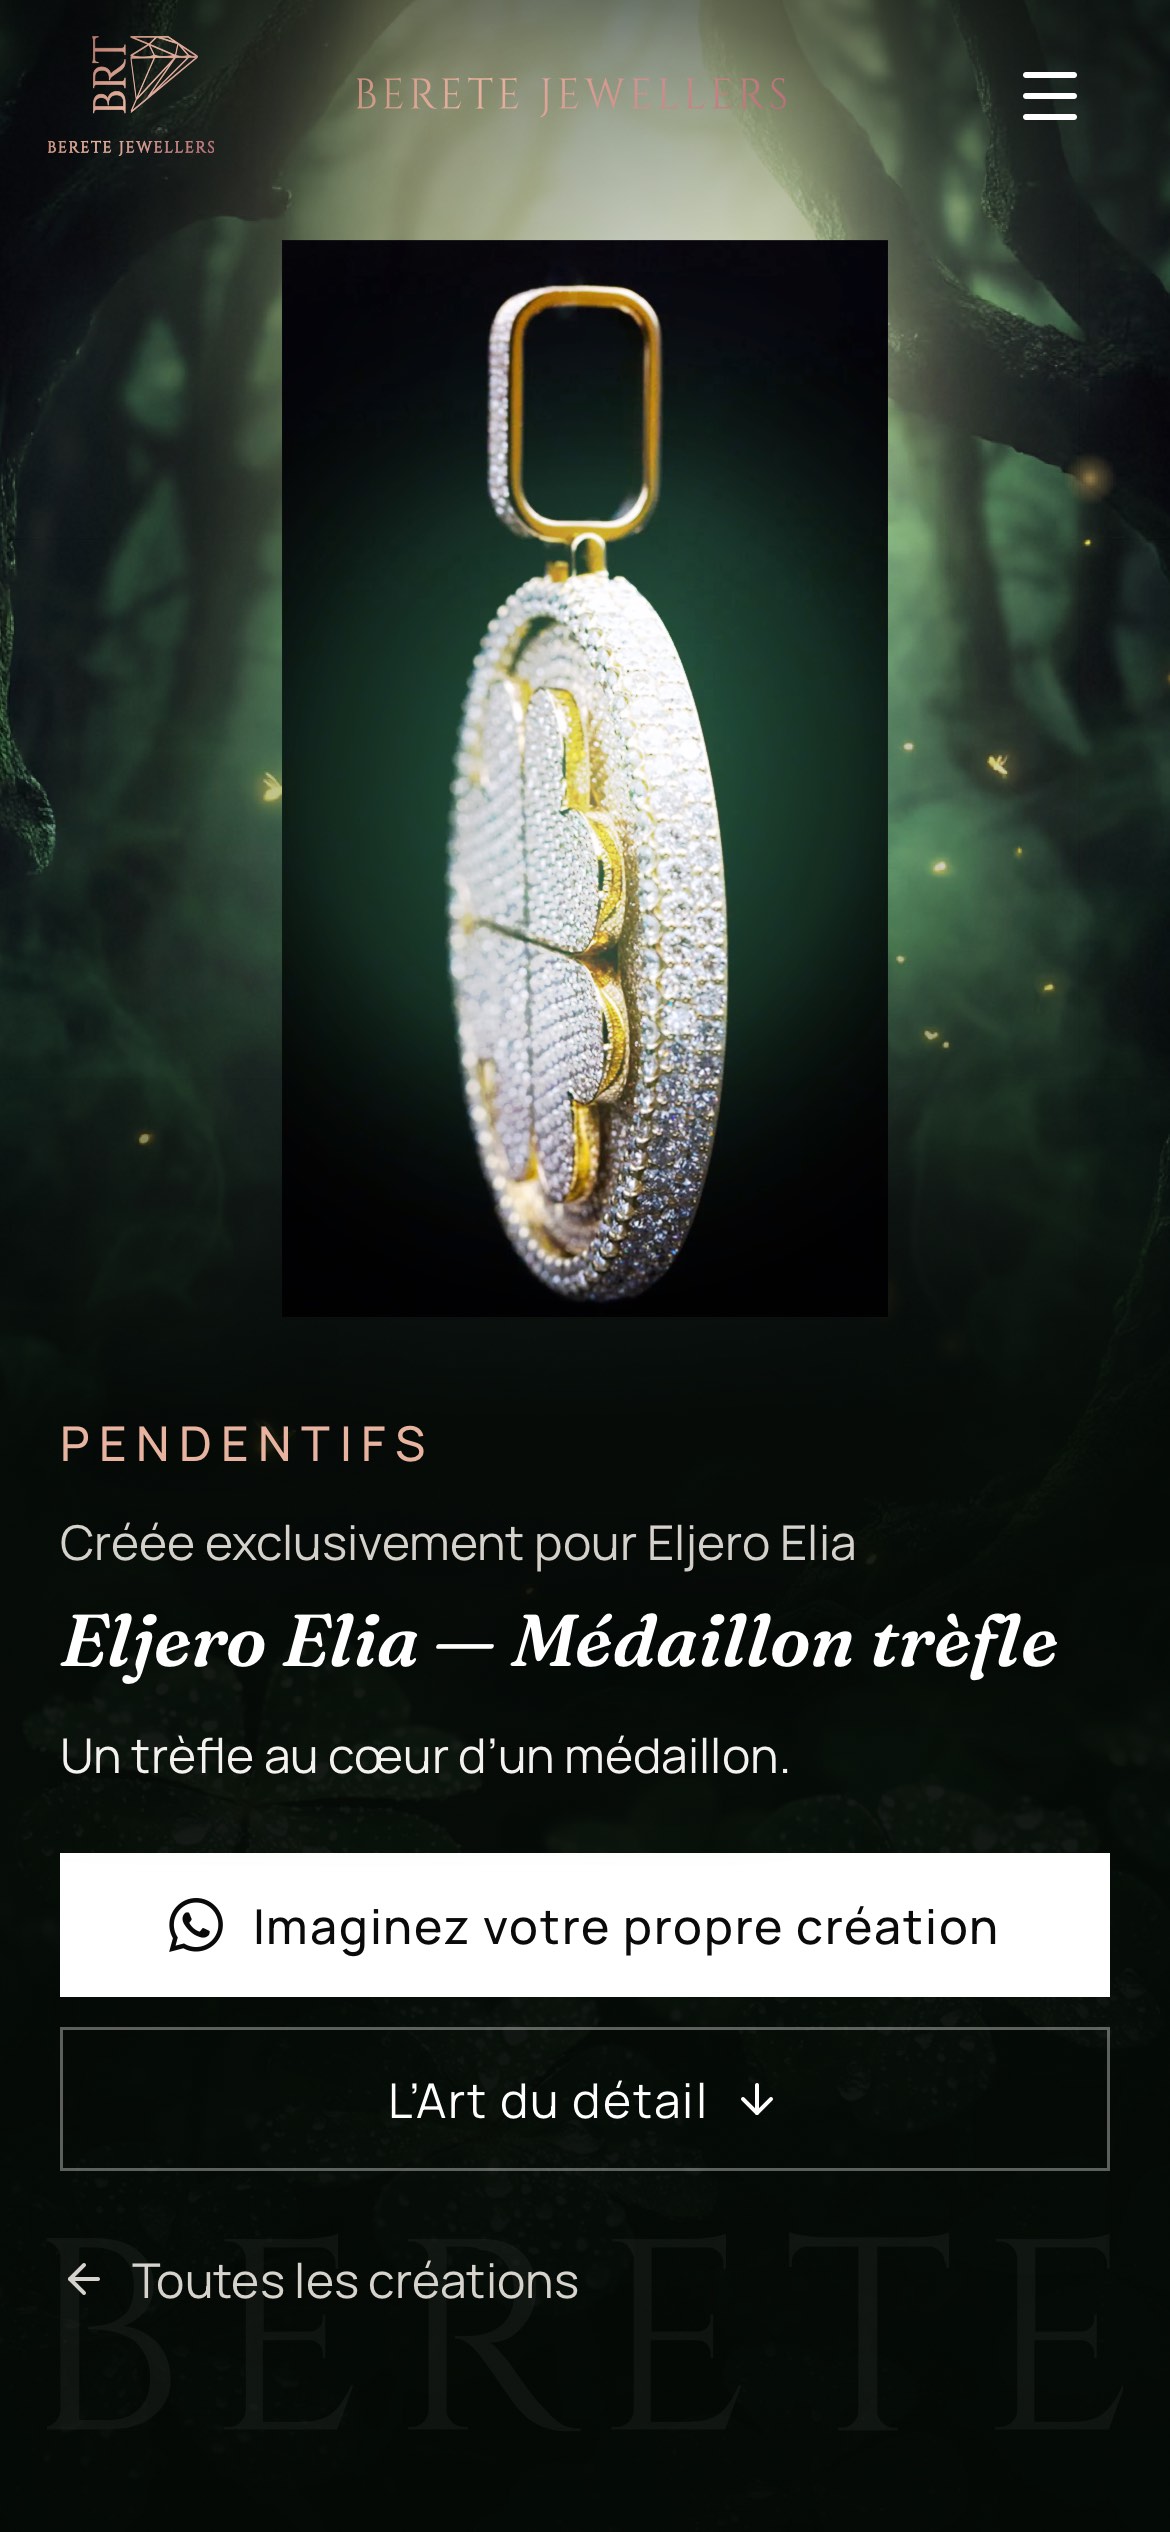 BRT
BERETE JEWELLERS
BERETE JEWELLERS
PENDENTIFS
Créée exclusivement pour Eljero Elia
Eljero Elia — Médaillon trèfle
Un trèfle au cœur d’un médaillon.
Imaginez votre propre création
L’Art du détail ↓
← Toutes les créations
BERETE